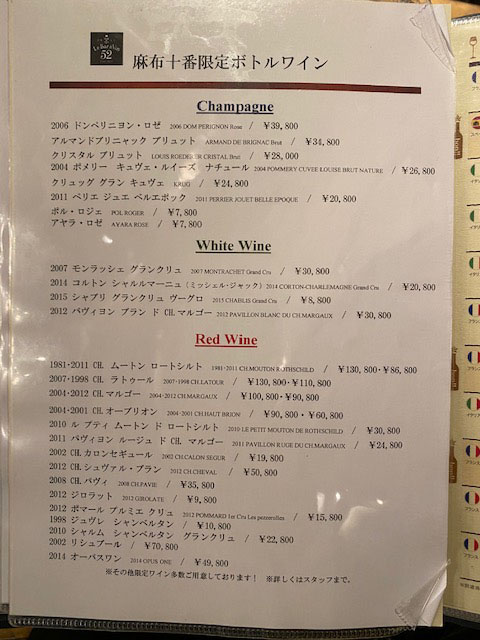 Le Bar à Vin
52
麻布十番限定ボトルワイン
Champagne
2006 ドンペリニヨン・ロゼ 2006 DOM PERIGNON Rose / ￥39,800
アルマンドブリニャック ブリュット ARMAND DE BRIGNAC Brut / ￥34,800
クリスタル ブリュット LOUIS ROEDERER CRISTAL Brut / ￥28,000
2004 ポメリー キュヴェ・ルイーズ ナチュール 2004 POMMERY CUVEE LOUISE BRUT NATURE / ￥26,800
クリュッグ グラン キュヴェ KRUG / ￥24,800
2011 ペリエ ジュエ ベルエポック 2011 PERRIER JOUET BELLE EPOQUE / ￥20,800
ポル・ロジェ POL ROGER / ￥7,800
アヤラ・ロゼ AYARA ROSE / ￥7,800
White Wine
2007 モンラッシェ グランクリュ 2007 MONTRACHET Grand Cru / ￥30,800
2014 コルトン シャルルマーニュ (ミッシェル・ジャック) 2014 CORTON-CHARLEMAGNE Grand Cru / ￥20,800
2015 シャブリ グランクリュ ヴーグロ 2015 CHABLIS Grand Cru / ￥8,800
2012 パヴィヨン ブラン ド CH. マルゴー 2012 PAVILLON BLANC DU CH.MARGAUX / ￥30,800
Red Wine
1981・2011 CH. ムートン ロートシルト 1981・2011 CH.MOUTON ROTHSCHILD / ￥130,800・￥86,800
2007・1998 CH. ラトゥール 2007・1998 CH.LATOUR / ￥130,800・￥110,800
2004・2012 CH.マルゴー 2004・2012 CH.MARGAUX / ￥100,800・￥90,800
2004・2001 CH.オーブリオン 2004・2001 CH.HAUT BRION / ￥90,800・￥60,800
2010 ル プティ ムートン ド ロートシルト 2010 LE PETIT MOUTON DE ROTHSCHILD / ￥30,800
2011 パヴィヨン ルージュ ド CH. マルゴー 2011 PAVILLON RUGE DU CH.MARGAUX / ￥24,800
2002 CH.カロンセギュール 2002 CH.CALON SEGUR / ￥19,800
2012 CH.シュヴァル・ブラン 2012 CH.CHEVAL / ￥50,800
2008 CH.パヴィ 2008 CH.PAVIE / ￥35,800
2012 ジロラット 2012 GIROLATE / ￥9,800
2012 ポマール プルミエ クリュ 2012 POMMARD 1er Cru Les pezzerolles / ￥15,800
1998 ジュヴレ シャンベルタン / ￥10,800
2010 シャルム シャンベルタン グランクリュ / ￥22,800
2002 リシュブール / ￥70,800
2014 オーパスワン 2014 OPUS ONE / ￥49,800
※その他限定ワイン多数ご用意しております！ ※詳しくはスタッフまで。